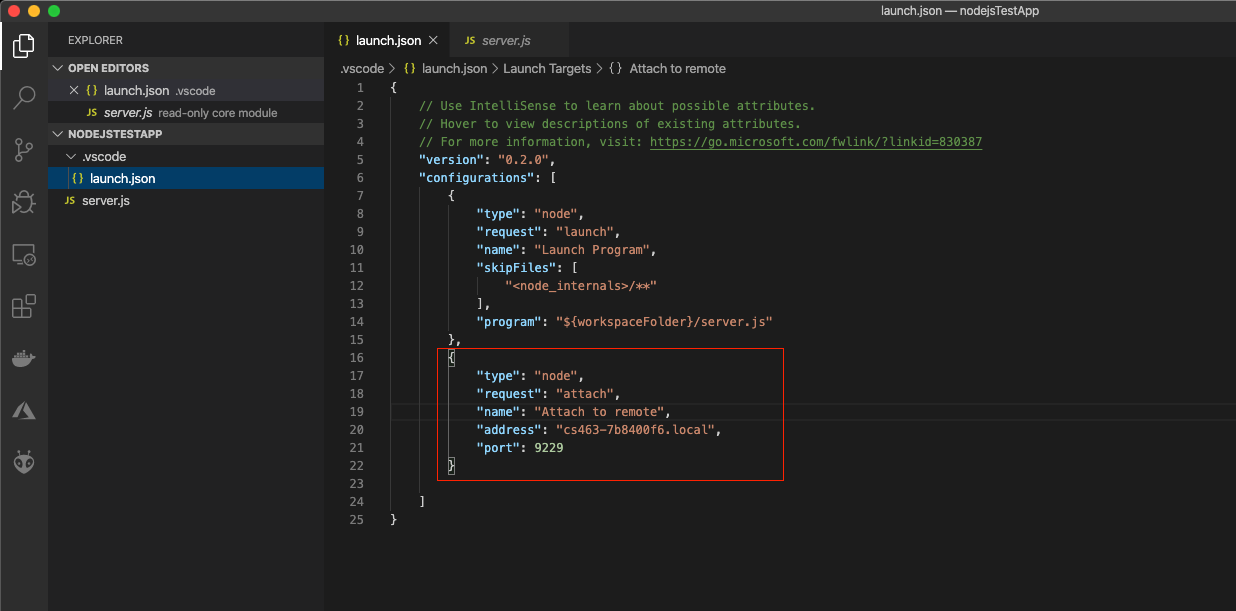 launch.json — nodejsTestApp
EXPLORER
OPEN EDITORS
{} launch.json .vscode
JS server.js read-only core module
NODEJSTESTAPP
.vscode
{} launch.json
JS server.js
{} launch.json JS server.js
.vscode > {} launch.json > Launch Targets > {} Attach to remote
1 {
2 // Use IntelliSense to learn about possible attributes.
3 // Hover to view descriptions of existing attributes.
4 // For more information, visit: https://go.microsoft.com/fwlink/?linkid=830387
5 "version": "0.2.0",
6 "configurations": [
7 {
8 "type": "node",
9 "request": "launch",
10 "name": "Launch Program",
11 "skipFiles": [
12 "<node_internals>/**"
13 ],
14 "program": "${workspaceFolder}/server.js"
15 },
16 {
17 "type": "node",
18 "request": "attach",
19 "name": "Attach to remote",
20 "address": "cs463-7b8400f6.local",
21 "port": 9229
22 }
23
24 ]
25 }